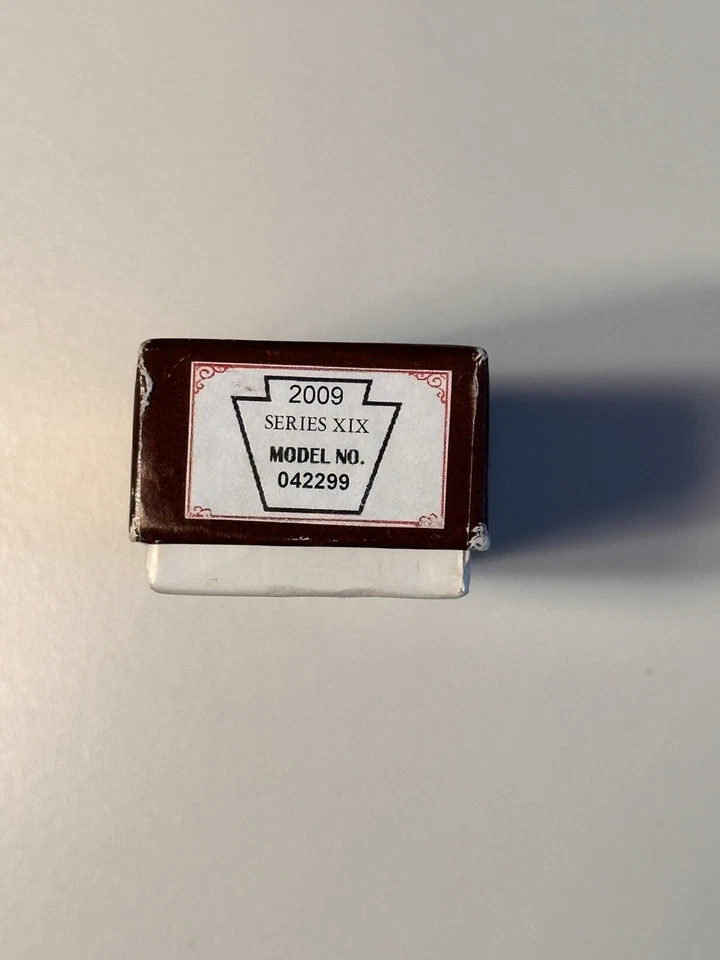 2009
SERIES XIX
MODEL NO.
042299